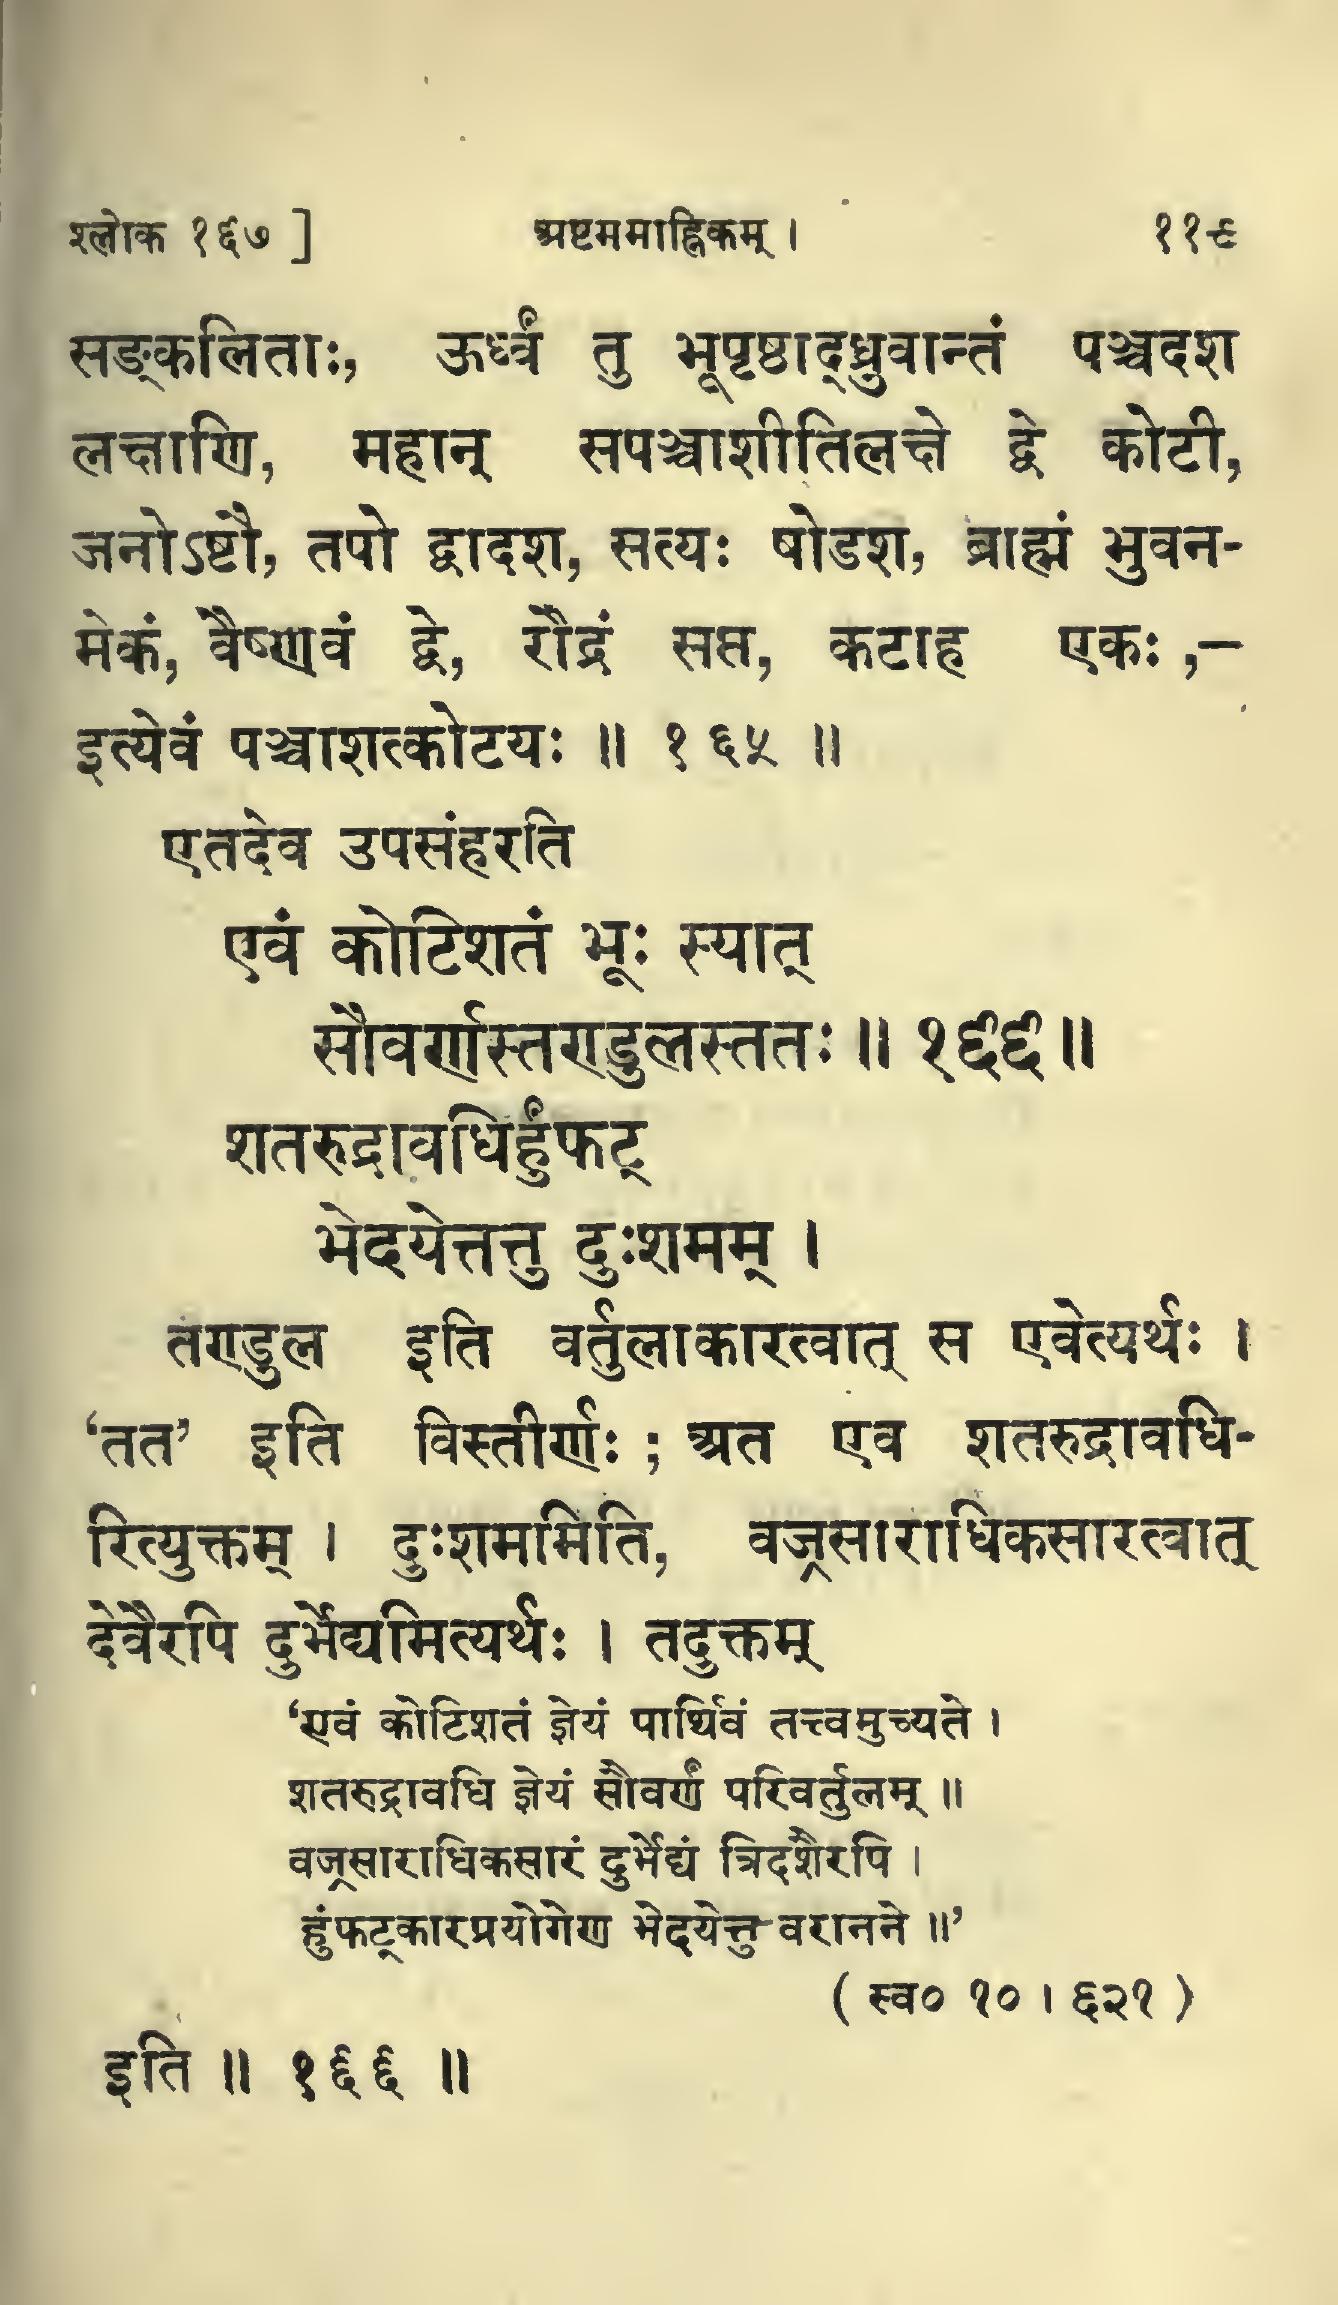 श्लोक १६७ ] अष्टममाह्निकम् । ११९
सङ्कलिताः, ऊर्ध्वं तु भूपृष्ठाद्ध्रुवान्तं पञ्चदश
लक्षाणि, महान् सपञ्चाशीतिलक्षे द्वे कोटी,
जनोऽष्टौ, तपो द्वादश, सत्यः षोडश, ब्राह्मं भुवन-
मेकं, वैष्णवं द्वे, रौद्रं सप्त, कटाह एकः ,—
इत्येवं पञ्चाशत्कोटयः ॥ १६५ ॥
एतदेव उपसंहरति
एवं कोटिशतं भूः स्यात्
सौवर्णस्तण्डुलस्ततः ॥ १६६ ॥
शतरुद्रावधिर्हुंफट्
भेदयेत्तत्तु दुःशमम् ।
तण्डुल इति वर्तुलाकारत्वात् स एवेत्यर्थः ।
‘तत’ इति विस्तीर्णः ; अत एव शतरुद्रावधि-
रित्युक्तम् । दुःशममिति, वज्रसाराधिकसारत्वात्
देवैरपि दुर्भेद्यमित्यर्थः । तदुक्तम्
‘एवं कोटिशतं ज्ञेयं पार्थिवं तत्त्वमुच्यते ।
शतरुद्रावधि ज्ञेयं सौवर्णं परिवर्तुलम् ॥
वज्रसाराधिकसारं दुर्भेद्यं त्रिदशैरपि ।
हुंफट्कारप्रयोगेण भेदयेत्तु वरानने ॥’
( स्व० १० । ६२१ )
इति ॥ १६६ ॥